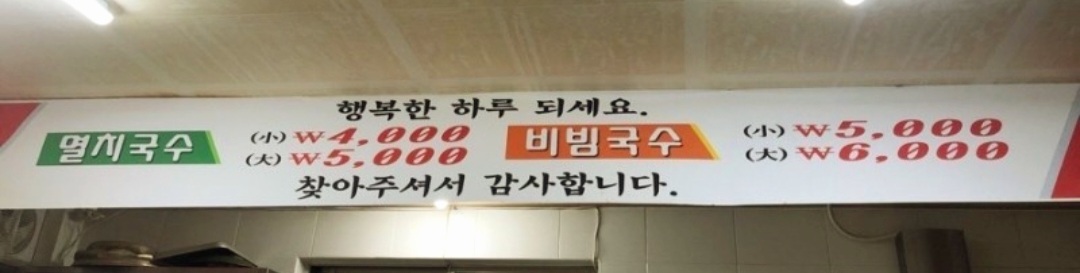 행복한 하루 되세요.
멸치국수 (小) ₩4,000 비빔국수 (小) ₩5,000
(大) ₩5,000 (大) ₩6,000
찾아주셔서 감사합니다.